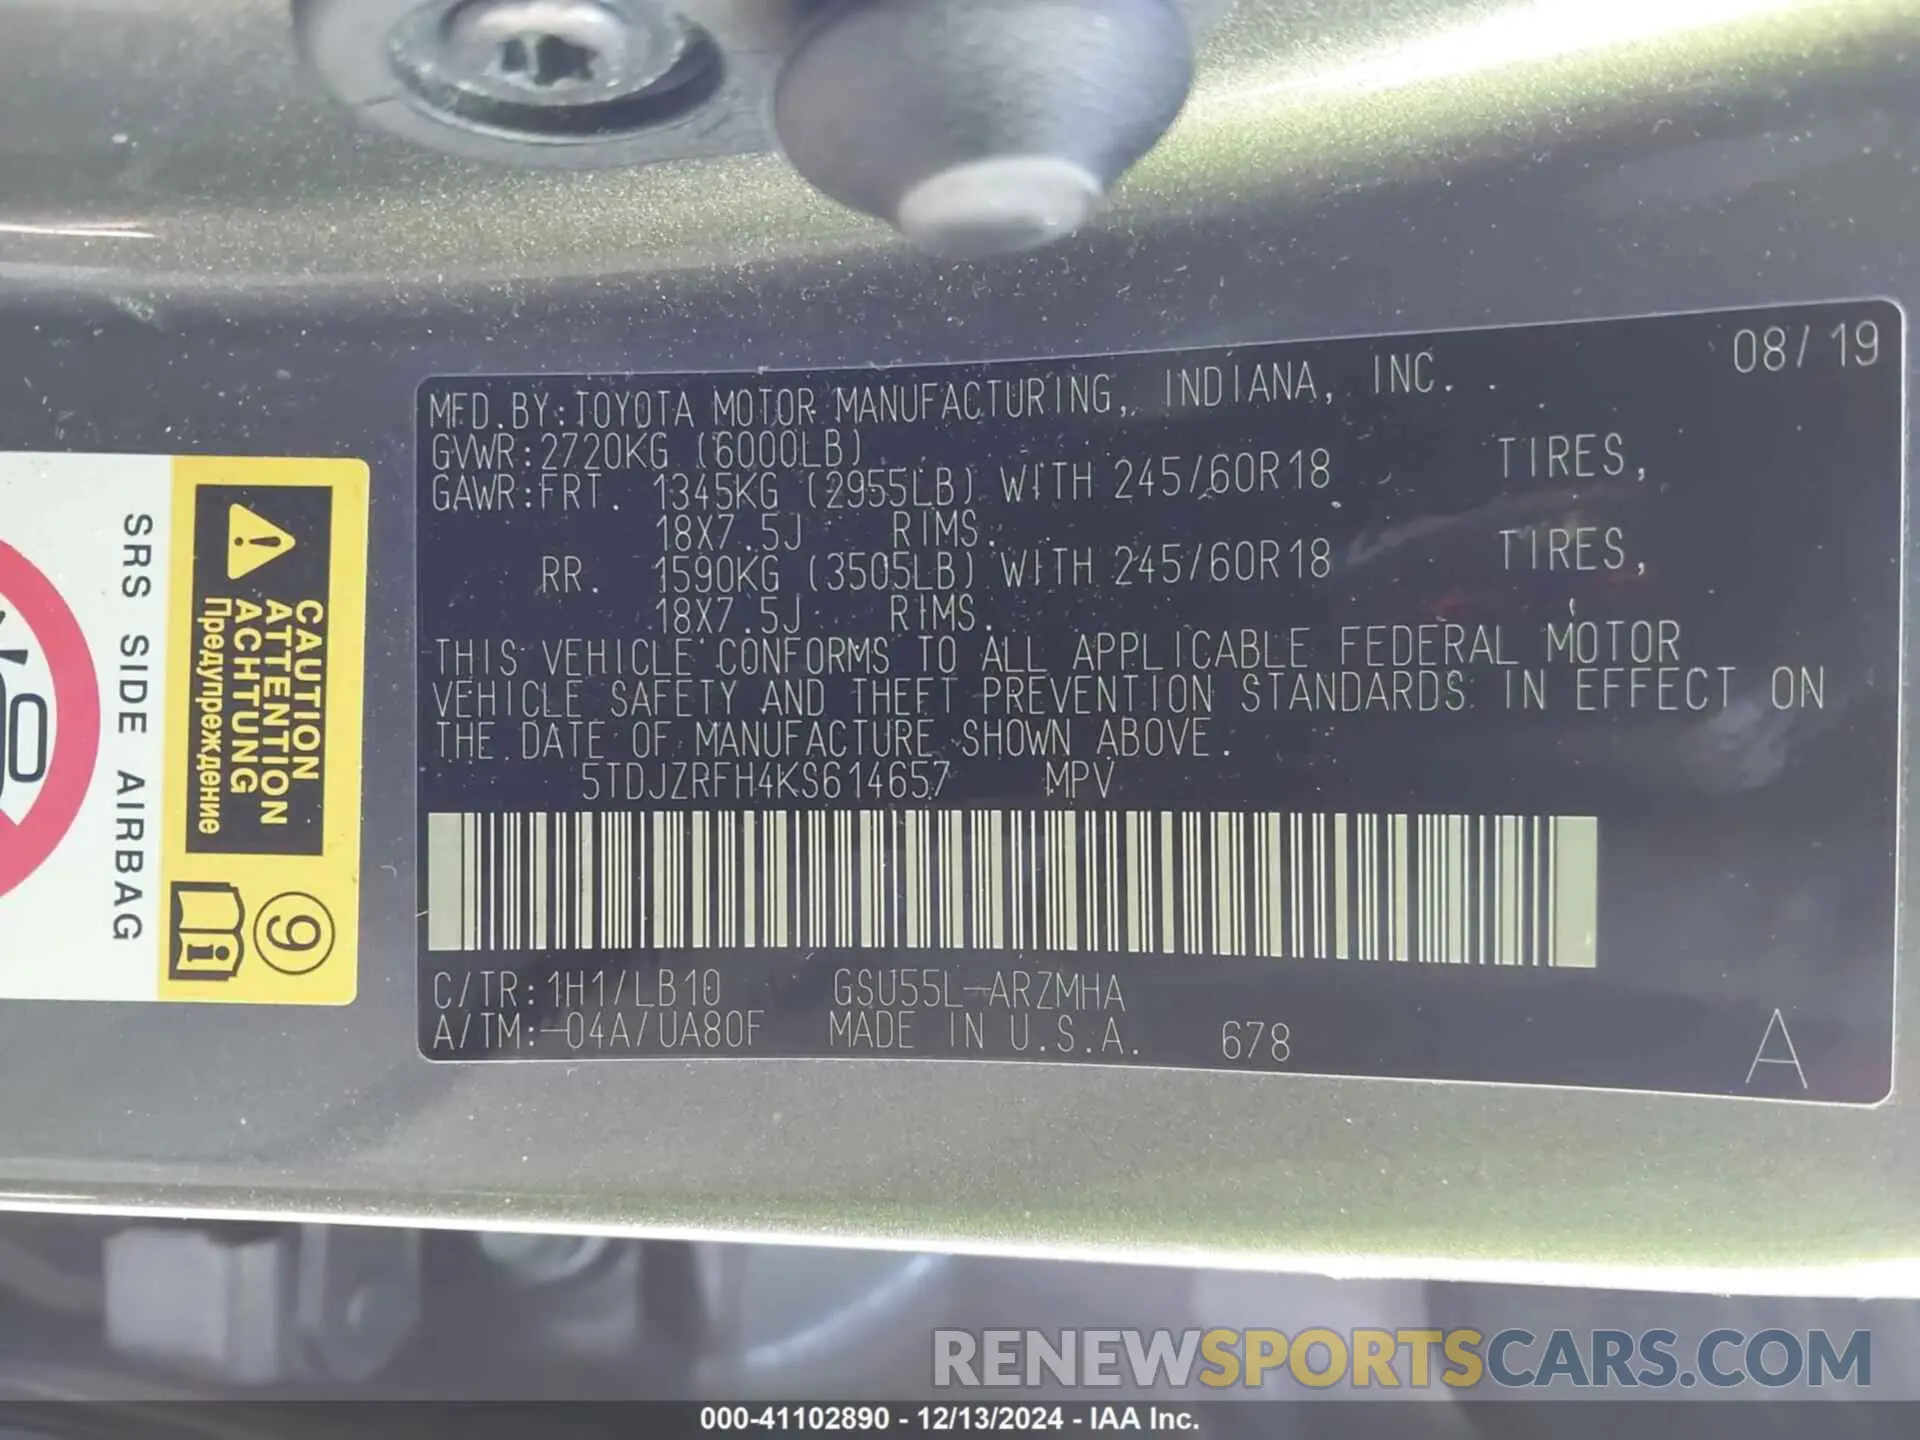 08/19
MFD.BY:TOYOTA MOTOR MANUFACTURING, INDIANA, INC.
GVWR:2720KG (6000LB)
GAWR:FRT. 1345KG (2955LB) WITH 245/60R18 TIRES,
18X7.5J RIMS.
RR. 1590KG (3505LB) WITH 245/60R18 TIRES,
18X7.5J RIMS.
THIS VEHICLE CONFORMS TO ALL APPLICABLE FEDERAL MOTOR
VEHICLE SAFETY AND THEFT PREVENTION STANDARDS IN EFFECT ON
THE DATE OF MANUFACTURE SHOWN ABOVE.
5TDJZRFH4KS614657 MPV
C/TR:1H1/LB10 GSU55L-ARZMHA
A/TM:-04A/UA80F MADE IN U.S.A. 678
A
CAUTION
ATTENTION
ACHTUNG
Предупреждение
9
SRS SIDE AIRBAG
RENEWSPORTSCARS.COM
000-41102890 - 12/13/2024 - IAA Inc.